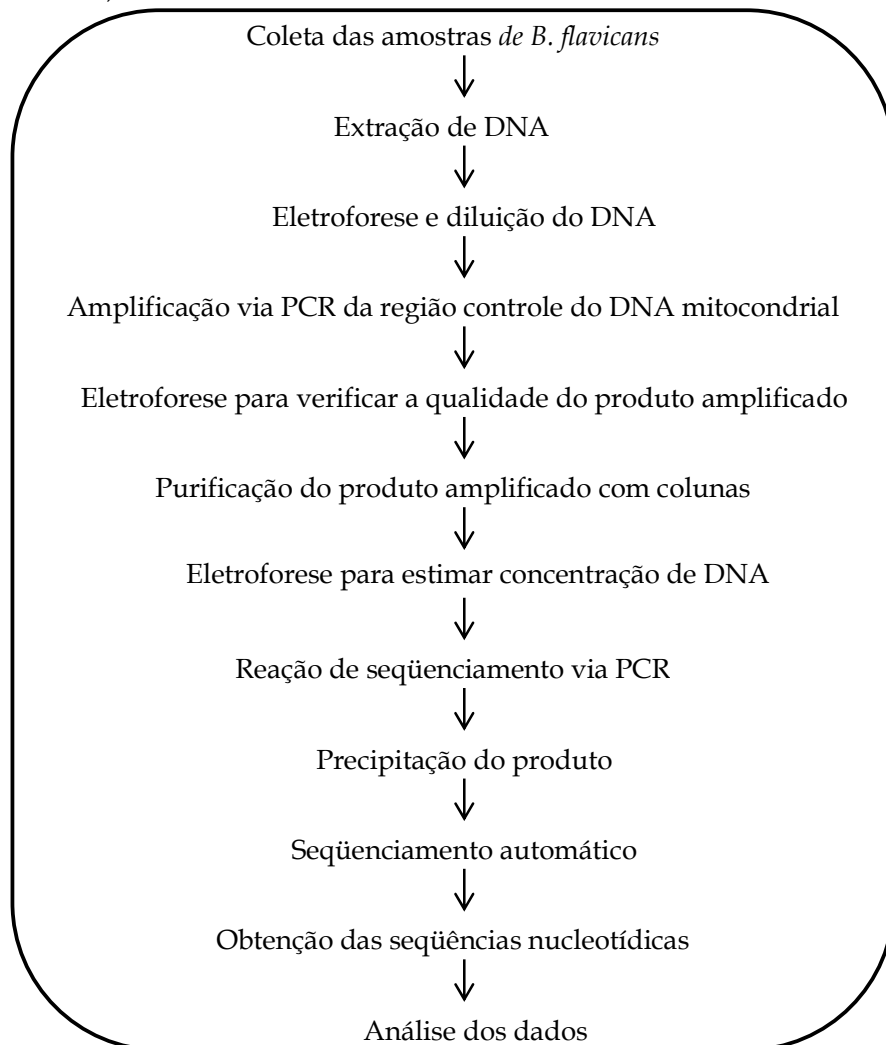 Coleta das amostras de B. flavicans
Extração de DNA
Eletroforese e diluição do DNA
Amplificação via PCR da região controle do DNA mitocondrial
Eletroforese para verificar a qualidade do produto amplificado
Purificação do produto amplificado com colunas
Eletroforese para estimar concentração de DNA
Reação de seqüenciamento via PCR
Precipitação do produto
Seqüenciamento automático
Obtenção das seqüências nucleotídicas
Análise dos dados